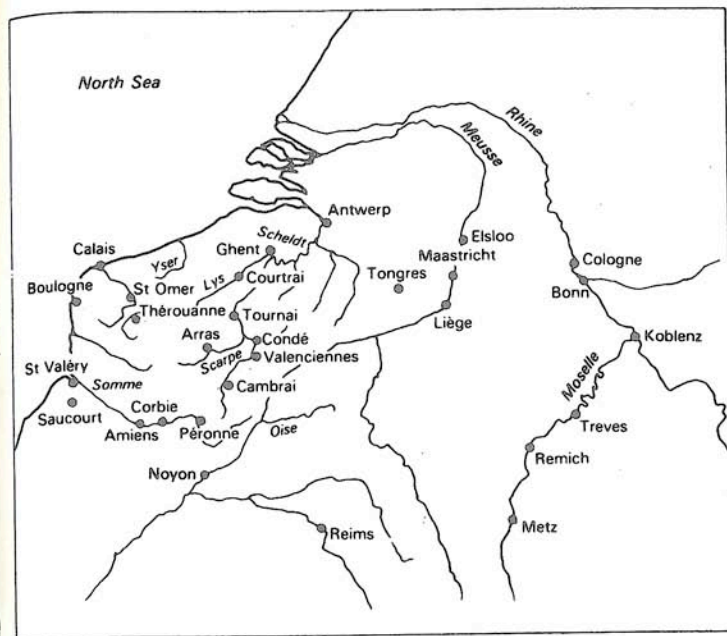 North Sea
Rhine
Meusse
Antwerp
Scheldt
Elsloo
Calais
Yser
Ghent
Maastricht
Cologne
Boulogne
St Omer
Lys
Courtrai
Tongres
Bonn
Thérouanne
Tournai
Liège
Koblenz
Arras
Condé
Scarpe
Valenciennes
St Valéry
Somme
Cambrai
Moselle
Saucourt
Corbie
Amiens
Péronne
Oise
Treves
Remich
Noyon
Reims
Metz